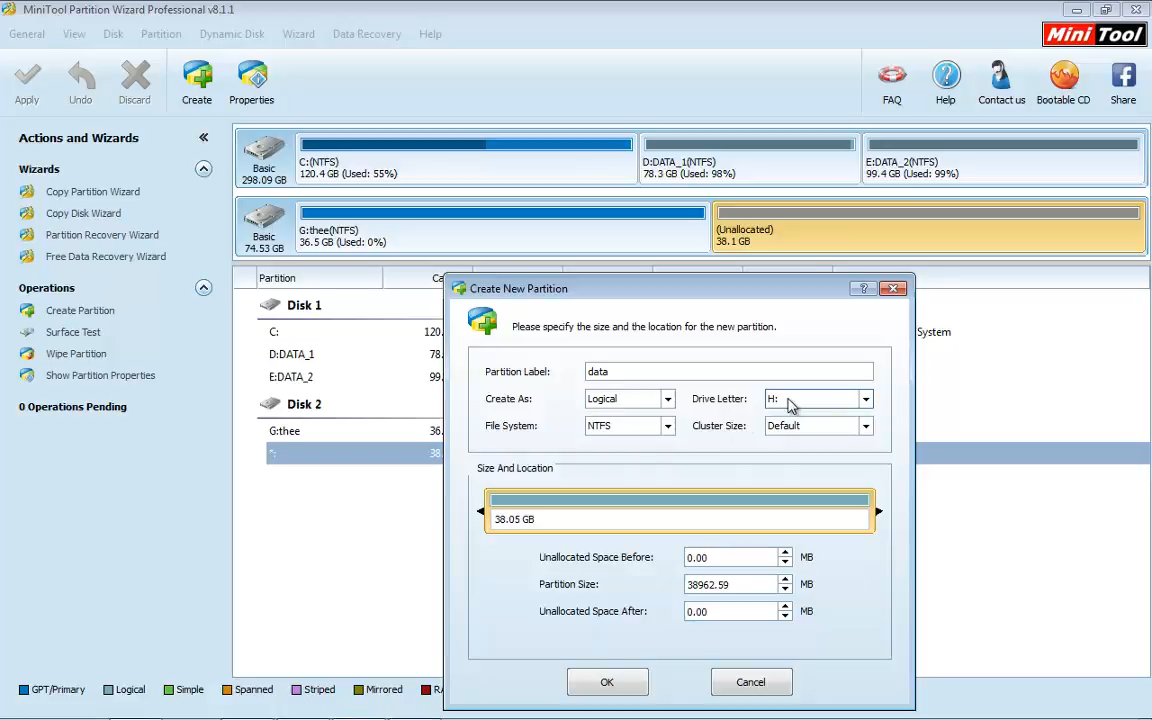 MiniTool Partition Wizard Professional v8.1.1
General View Disk Partition Dynamic Disk Wizard Data Recovery Help
Mini Tool
Apply Undo Discard Create Properties FAQ Help Contact us Bootable CD Share
Actions and Wizards
Wizards
Copy Partition Wizard
Copy Disk Wizard
Partition Recovery Wizard
Free Data Recovery Wizard
Operations
Create Partition
Surface Test
Wipe Partition
Show Partition Properties
0 Operations Pending
Basic
298.09 GB
C:(NTFS)
120.4 GB (Used: 55%)
D:DATA_1(NTFS)
78.3 GB (Used: 98%)
E:DATA_2(NTFS)
99.4 GB (Used: 99%)
Basic
74.53 GB
G:thee(NTFS)
36.5 GB (Used: 0%)
(Unallocated)
38.1 GB
Partition
Disk 1
C: 120. System
D:DATA_1 78.
E:DATA_2 99.
Disk 2
G:thee 36.
*: 38.
Create New Partition
?
Please specify the size and the location for the new partition.
Partition Label: data
Create As: Logical Drive Letter: H:
File System: NTFS Cluster Size: Default
Size And Location
38.05 GB
Unallocated Space Before: 0.00 MB
Partition Size: 38962.59 MB
Unallocated Space After: 0.00 MB
OK Cancel
GPT/Primary Logical Simple Spanned Striped Mirrored